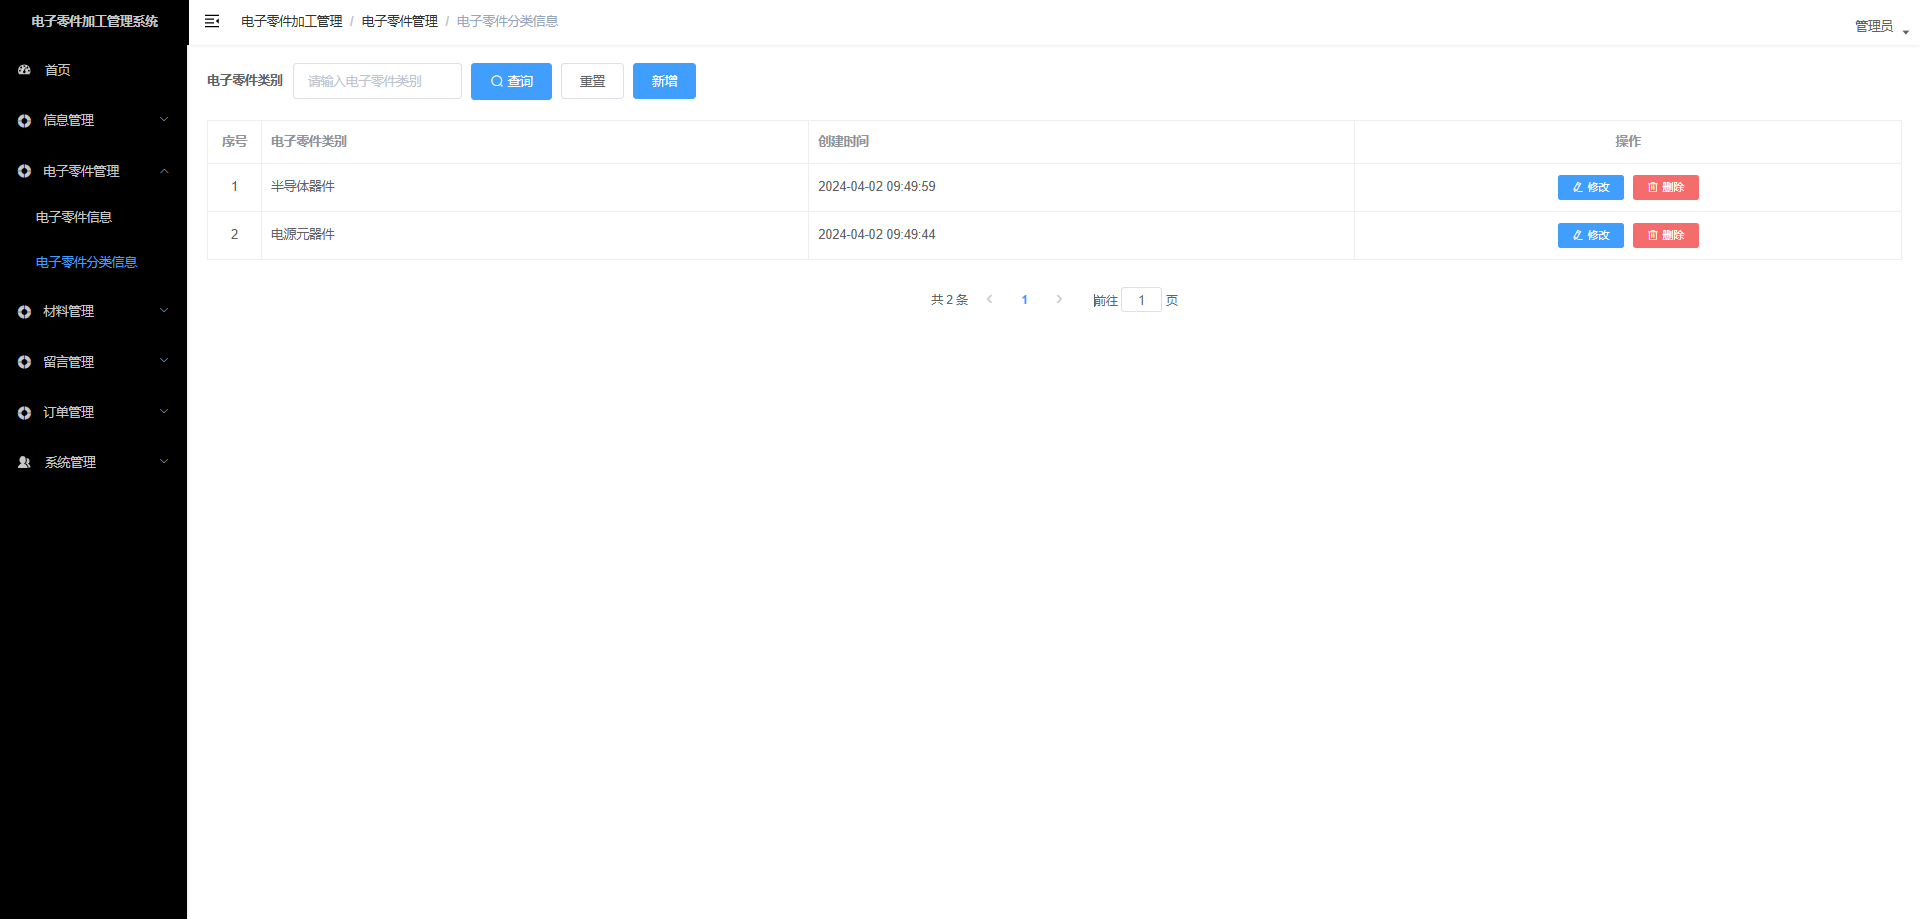 电子零件加工管理系统
电子零件加工管理 / 电子零件管理 / 电子零件分类信息
管理员
首页
信息管理
电子零件管理
电子零件信息
电子零件分类信息
材料管理
留言管理
订单管理
系统管理
电子零件类别 请输入电子零件类别 查询 重置 新增
序号 电子零件类别 创建时间 操作
1 半导体器件 2024-04-02 09:49:59 修改 删除
2 电源元器件 2024-04-02 09:49:44 修改 删除
共 2 条 1 前往 1 页